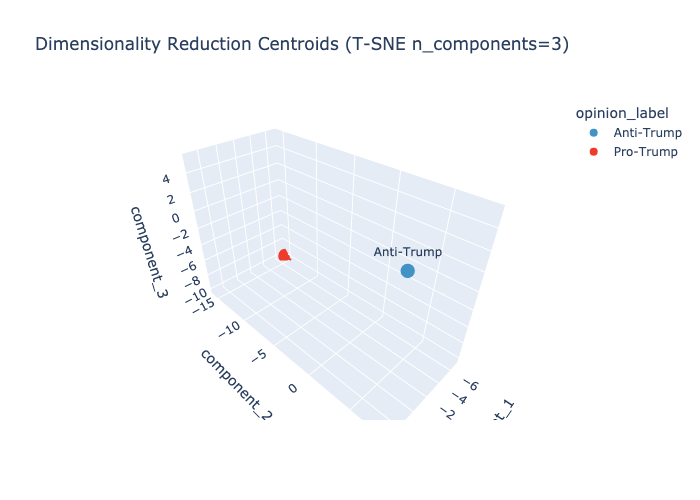 Dimensionality Reduction Centroids (T-SNE n_components=3)
opinion_label
Anti-Trump
Pro-Trump
Anti-Trump
4
2
0
−2
−4
−6
−8
−10
component_3
−15
−10
−5
0
component_2
−6
−4
−2
t_1